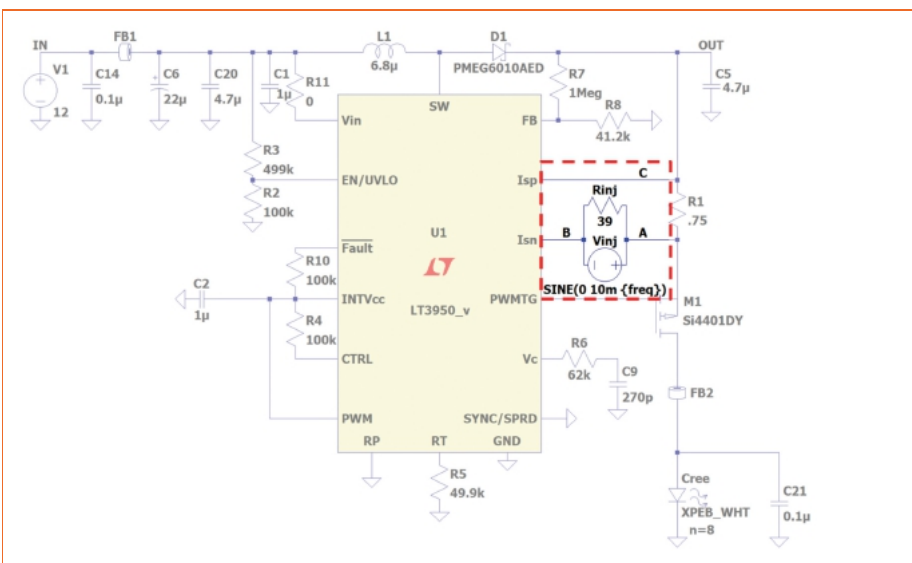 IN
FB1
L1
6.8µ
D1
PMEG6010AED
OUT
V1
12
C14
0.1µ
C6
22µ
C20
4.7µ
C1
1µ
R11
0
R7
1Meg
R8
41.2k
C5
4.7µ
SW
Vin
FB
R3
499k
R2
100k
EN/UVLO
Isp
C
Rinj
39
R1
.75
U1
Isn
B
Vinj
A
SINE(0 10m {freq})
Fault
R10
100k
INTVcc
LT3950_v
PWMTG
M1
Si4401DY
C2
1µ
R4
100k
CTRL
Vc
R6
62k
C9
270p
FB2
PWM
SYNC/SPRD
RP
RT
GND
R5
49.9k
Cree
XPEB_WHT
n=8
C21
0.1µ